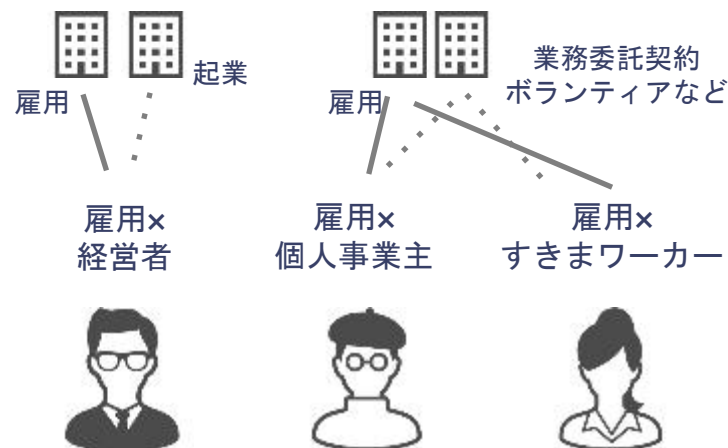 起業
雇用
業務委託契約
ボランティアなど
雇用
雇用×
経営者
雇用×
個人事業主
雇用×
すきまワーカー